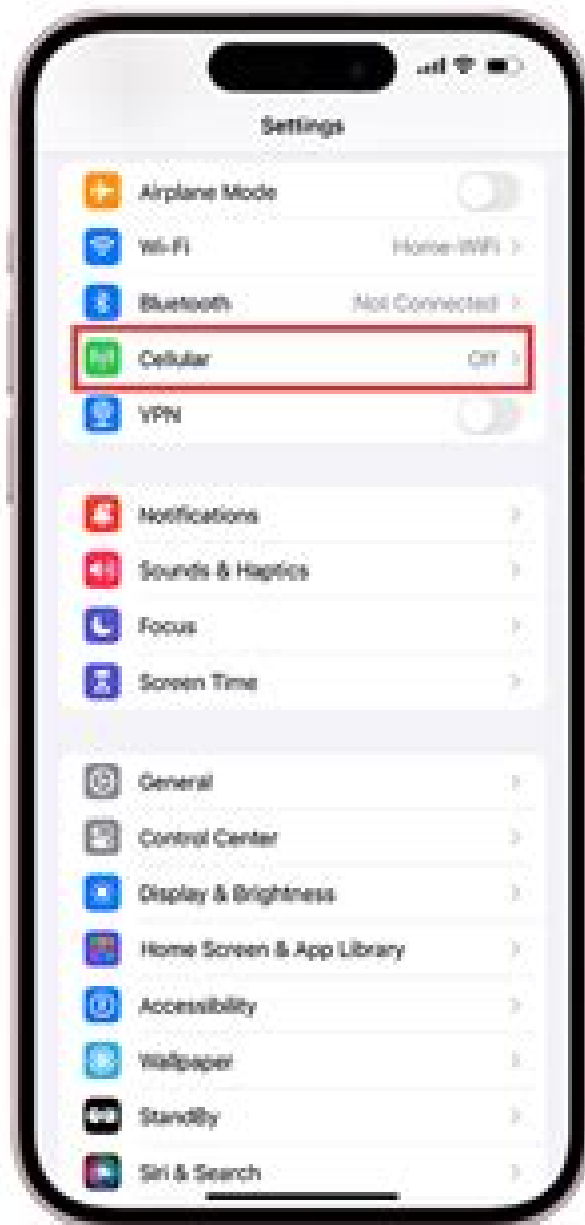 Settings
Airplane Mode
Wi-Fi Home-WiFi
Bluetooth Not Connected
Cellular Off
VPN
Notifications
Sounds & Haptics
Focus
Screen Time
General
Control Center
Display & Brightness
Home Screen & App Library
Accessibility
Wallpaper
StandBy
Siri & Search